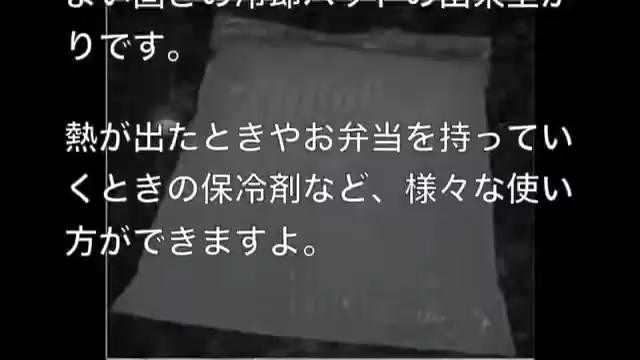 りです。
熱が出たときやお弁当を持ってい
くときの保冷剤など、様々な使い
方ができますよ。